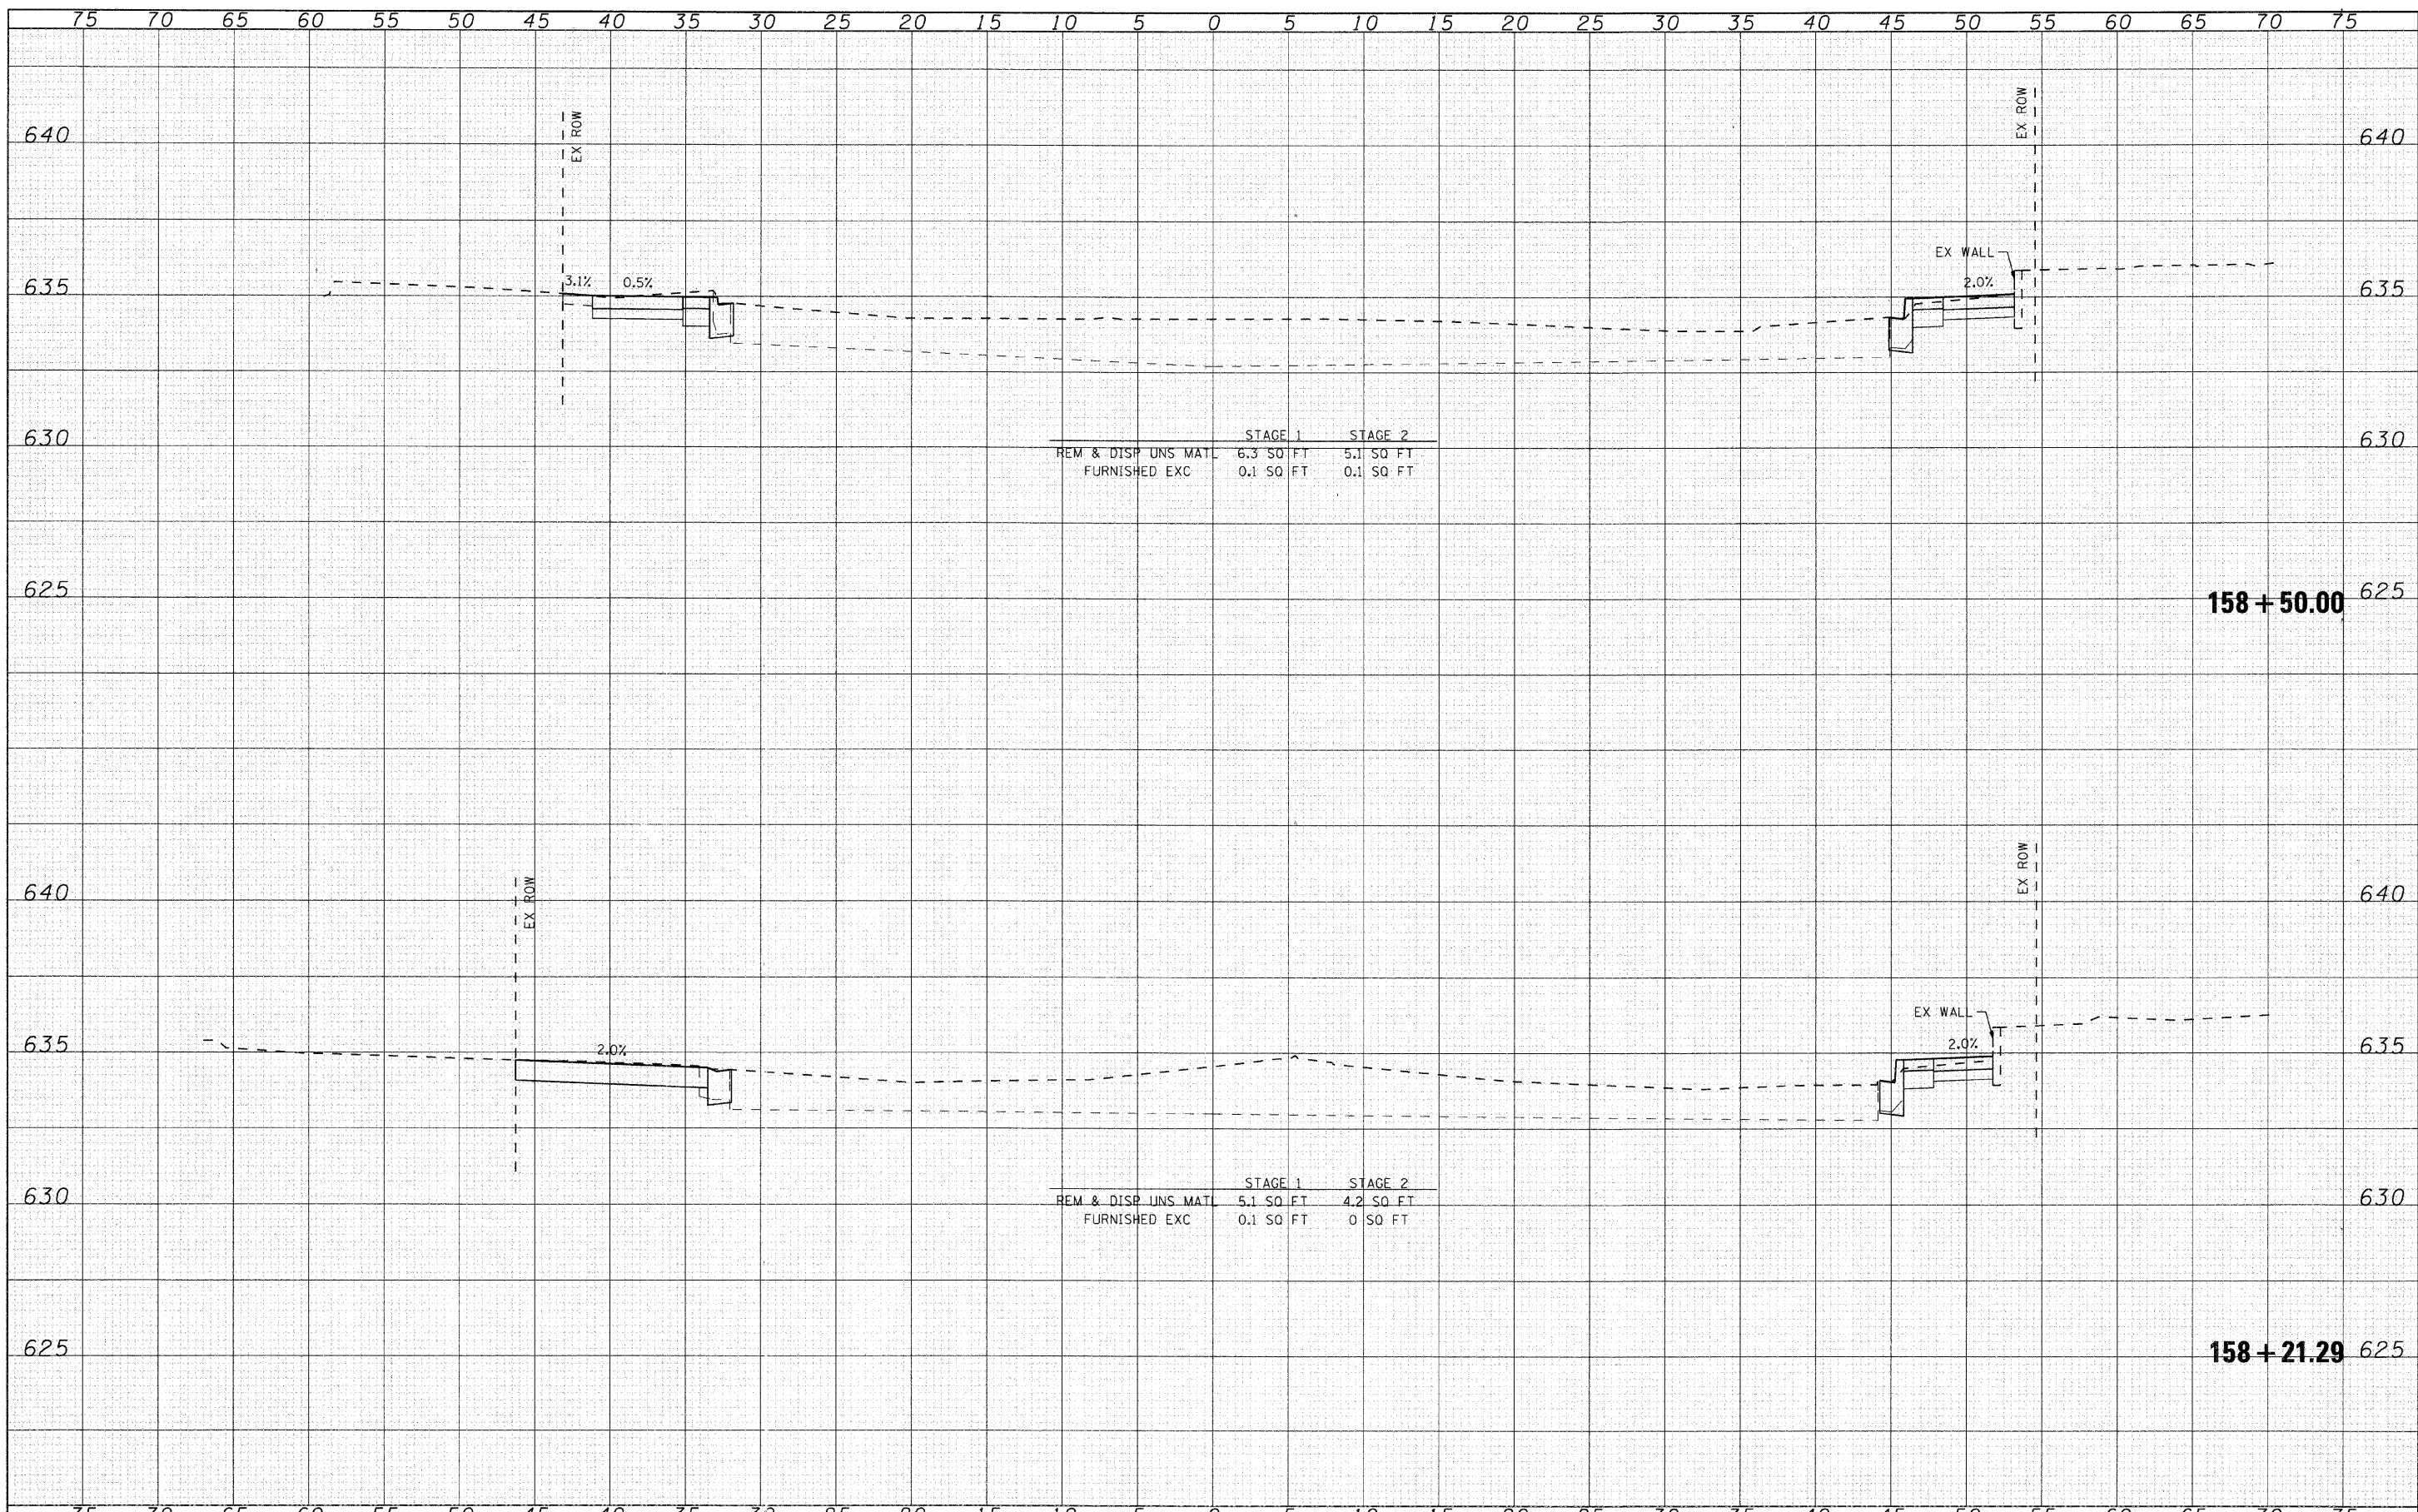 75 70 65 60 55 50 45 40 35 30 25 20 15 10 5 0 5 10 15 20 25 30 35 40 45 50 55 60 65 70 75
EX ROW
EX ROW
640 640
EX WALL
3.1% 0.5% 2.0%
635 635
630 630
STAGE 1 STAGE 2
REM & DISP UNS MATL 6.3 SQ FT 5.1 SQ FT
FURNISHED EXC 0.1 SQ FT 0.1 SQ FT
625 158+50.00 625
EX ROW
EX ROW
640 640
EX WALL
2.0% 2.0%
635 635
630 630
STAGE 1 STAGE 2
REM & DISP UNS MATL 5.1 SQ FT 4.2 SQ FT
FURNISHED EXC 0.1 SQ FT 0 SQ FT
625 158+21.29 625